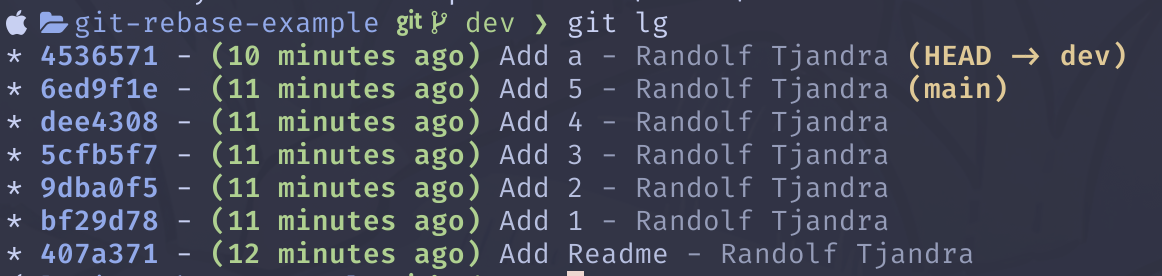 git-rebase-example git dev ❯ git lg
* 4536571 - (10 minutes ago) Add a - Randolf Tjandra (HEAD → dev)
* 6ed9f1e - (11 minutes ago) Add 5 - Randolf Tjandra (main)
* dee4308 - (11 minutes ago) Add 4 - Randolf Tjandra
* 5cfb5f7 - (11 minutes ago) Add 3 - Randolf Tjandra
* 9dba0f5 - (11 minutes ago) Add 2 - Randolf Tjandra
* bf29d78 - (11 minutes ago) Add 1 - Randolf Tjandra
* 407a371 - (12 minutes ago) Add Readme - Randolf Tjandra